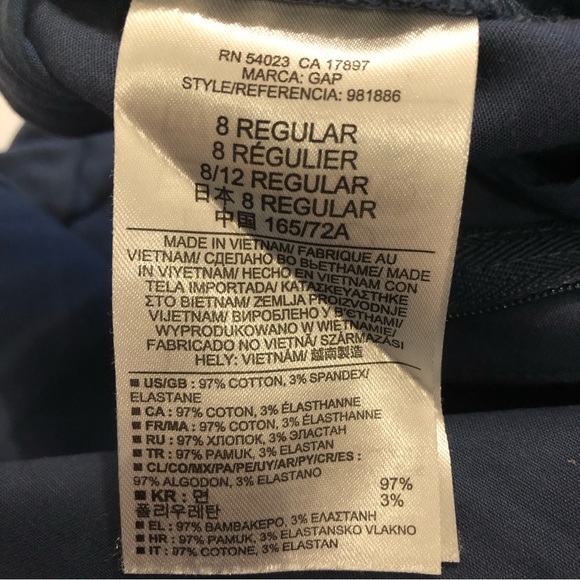 RN 54023 CA 17897
MARCA: GAP
STYLE/REFERENCIA: 981886
8 REGULAR
8 RÉGULIER
8/12 REGULAR
日本 8 REGULAR
中国 165/72A
MADE IN VIETNAM/ FABRIQUE AU
VIETNAM/ СДЕЛАНО ВО ВЬЕТНАМЕ/ MADE
IN VIYETNAM/ HECHO EN VIETNAM CON
TELA IMPORTADA/ ΚΑΤΑΣΚΕΥΑΣΤΗΚΕ
ΣΤΟ ΒΙΕΤΝΑΜ/ ZEMLJA PROIZVODNJE
VIJETNAM/ ВИРОБЛЕНО У В'ЄТНАМІ/
WYPRODUKOWANO W WIETNAMIE/
FABRICADO NO VIETNÃ/ SZÁRMAZÁSI
HELY: VIETNÁM/ 越南製造
■ US/GB : 97% COTTON, 3% SPANDEX/
ELASTANE
■ CA : 97% COTON, 3% ÉLASTHANNE
■ FR/MA : 97% COTON, 3% ÉLASTHANNE
■ RU : 97% ХЛОПОК, 3% ЭЛАСТАН
■ TR : 97% PAMUK, 3% ELASTAN
■ CL/CO/MX/PA/PE/UY/AR/PY/CR/ES :
97% ALGODON, 3% ELASTANO
■ KR : 면 97%
폴리우레탄 3%
■ EL : 97% ΒΑΜΒΑΚΕΡΟ, 3% ΕΛΑΣΤΑΝΗ
■ HR : 97% PAMUK, 3% ELASTANSKO VLAKNO
■ IT : 97% COTONE, 3% ELASTAN